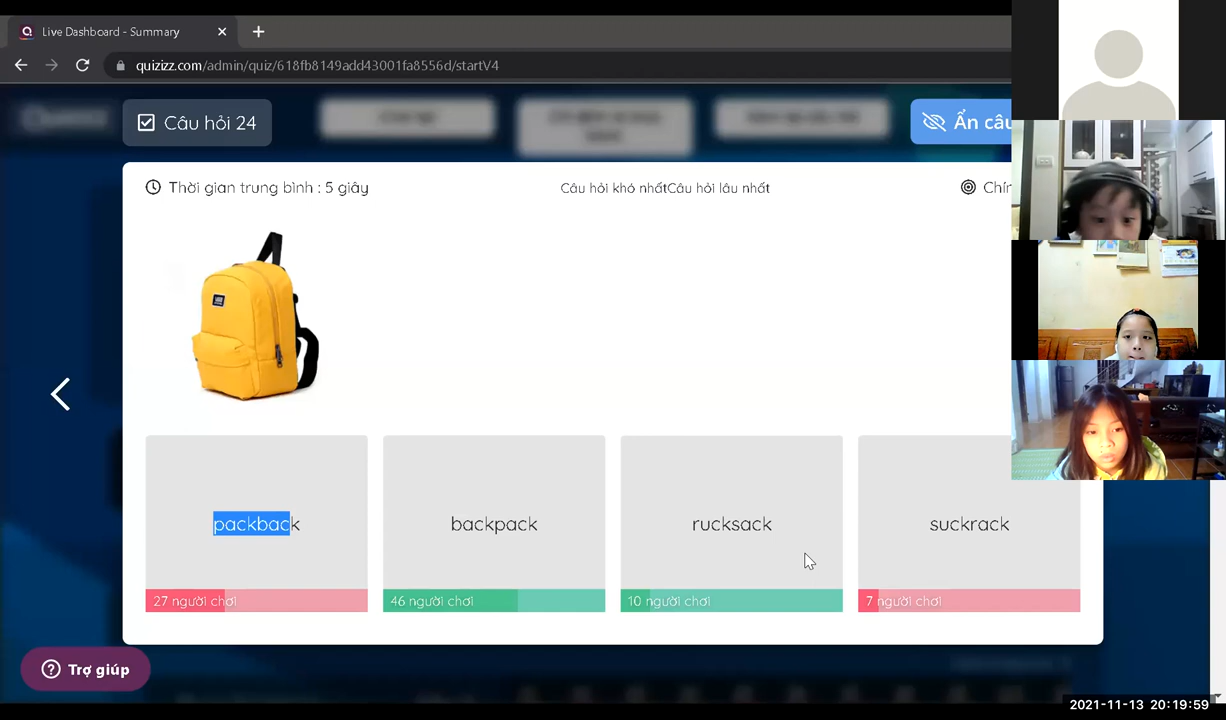 Live Dashboard - Summary
quizizz.com/admin/quiz/618fb8149add43001fa8556d/startV4
Câu hỏi 24
Ẩn câu
Thời gian trung bình : 5 giây
Câu hỏi khó nhấtCâu hỏi lâu nhất
Chín
packback
backpack
rucksack
suckrack
27 người chơi
46 người chơi
10 người chơi
7 người chơi
Trợ giúp
2021-11-13 20:19:59